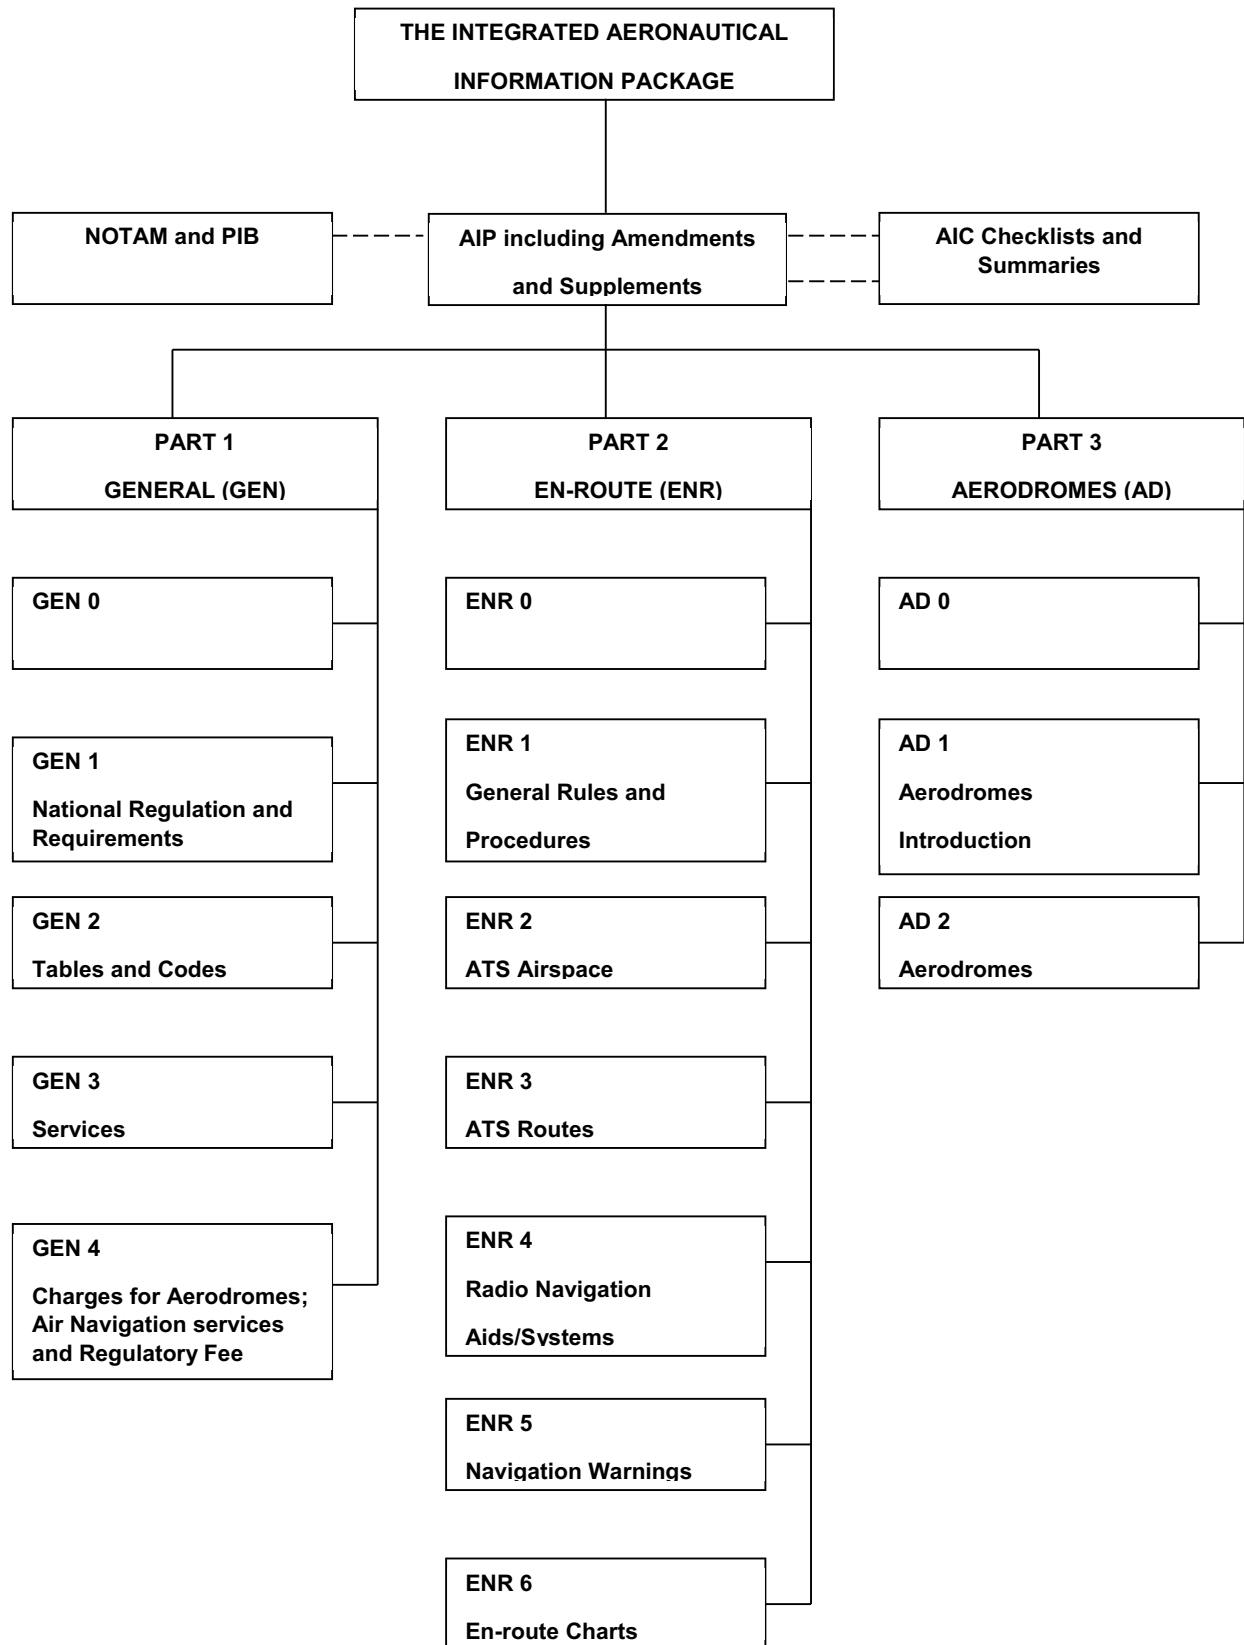 THE INTEGRATED AERONAUTICAL
INFORMATION PACKAGE
NOTAM and PIB
AIP including Amendments
and Supplements
AIC Checklists and
Summaries
PART 1
GENERAL (GEN)
PART 2
EN-ROUTE (ENR)
PART 3
AERODROMES (AD)
GEN 0
GEN 1
National Regulation and
Requirements
GEN 2
Tables and Codes
GEN 3
Services
GEN 4
Charges for Aerodromes;
Air Navigation services
and Regulatory Fee
ENR 0
ENR 1
General Rules and
Procedures
ENR 2
ATS Airspace
ENR 3
ATS Routes
ENR 4
Radio Navigation
Aids/Systems
ENR 5
Navigation Warnings
ENR 6
En-route Charts
AD 0
AD 1
Aerodromes
Introduction
AD 2
Aerodromes